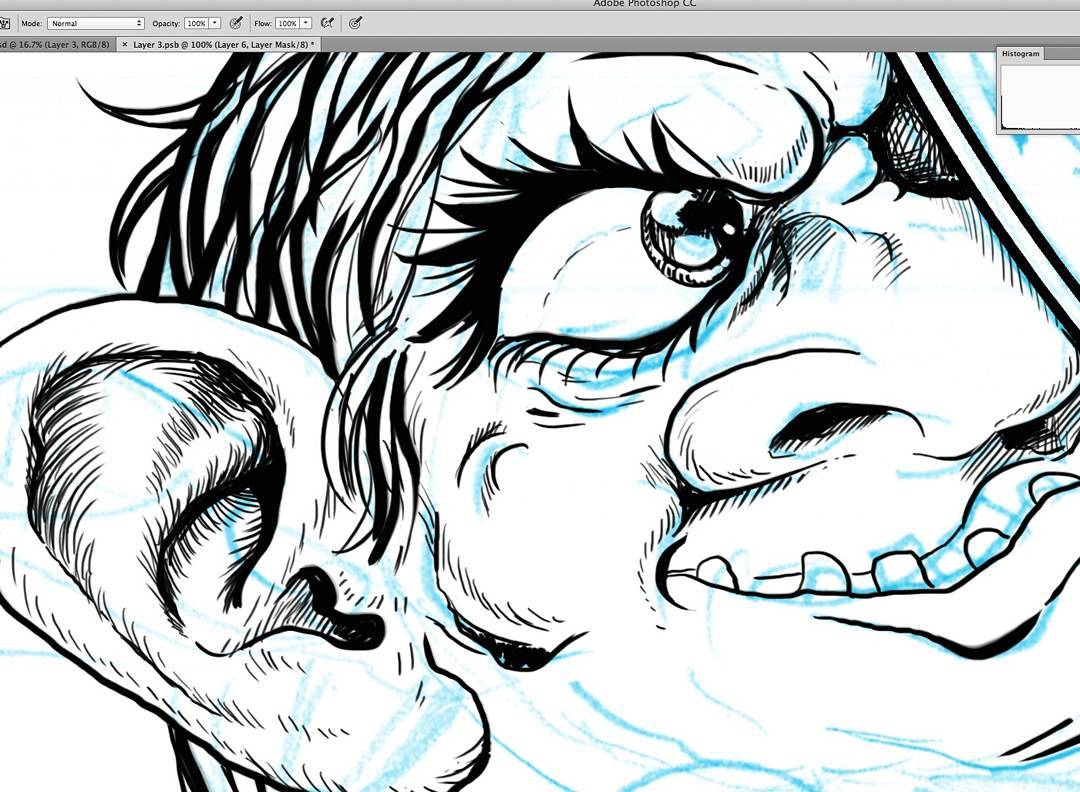 Adobe Photoshop CC
Mode: Normal Opacity: 100% Flow: 100%
sd @ 16.7% (Layer 3, RGB/8) × Layer 3.psb @ 100% (Layer 6, Layer Mask/8) *
Histogram